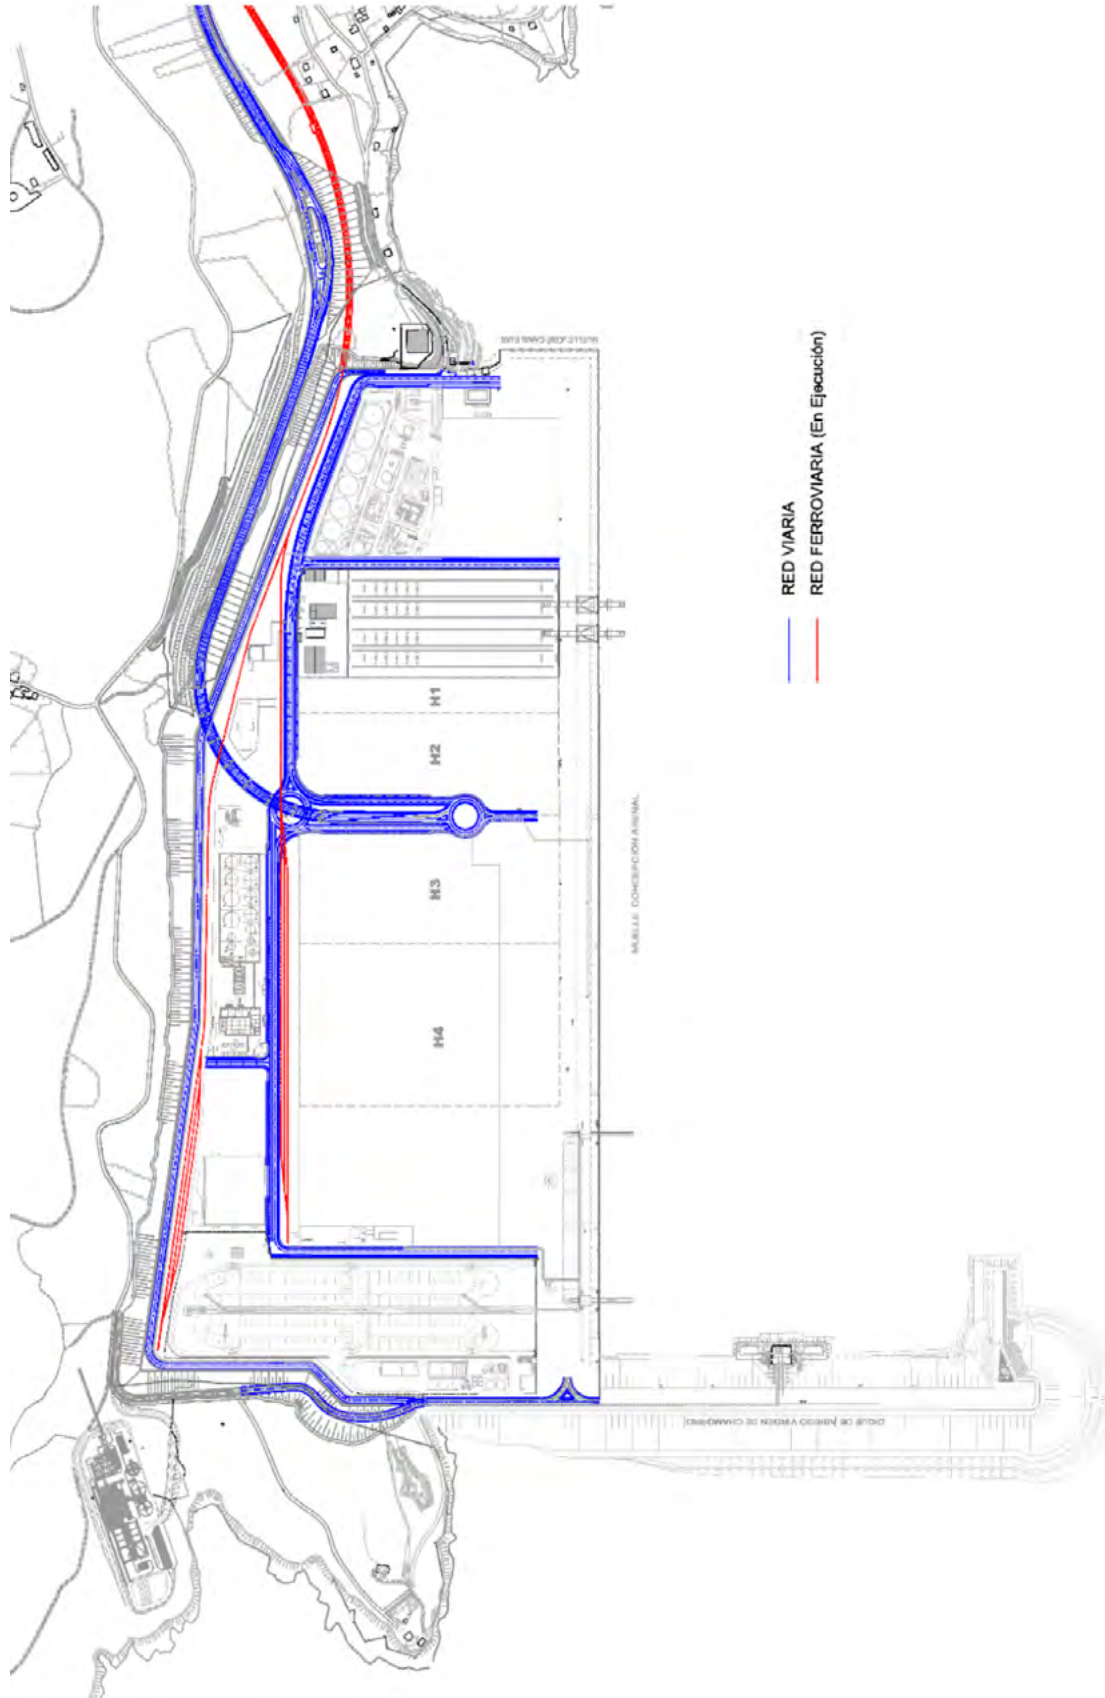 RED VIARIA
RED FERROVIARIA (En Ejecución)
H1
H2
H3
H4
MUELLE CONCEPCION ARENAL
DIQUE DE ABRIGO VIRGEN DE CHAMORRO